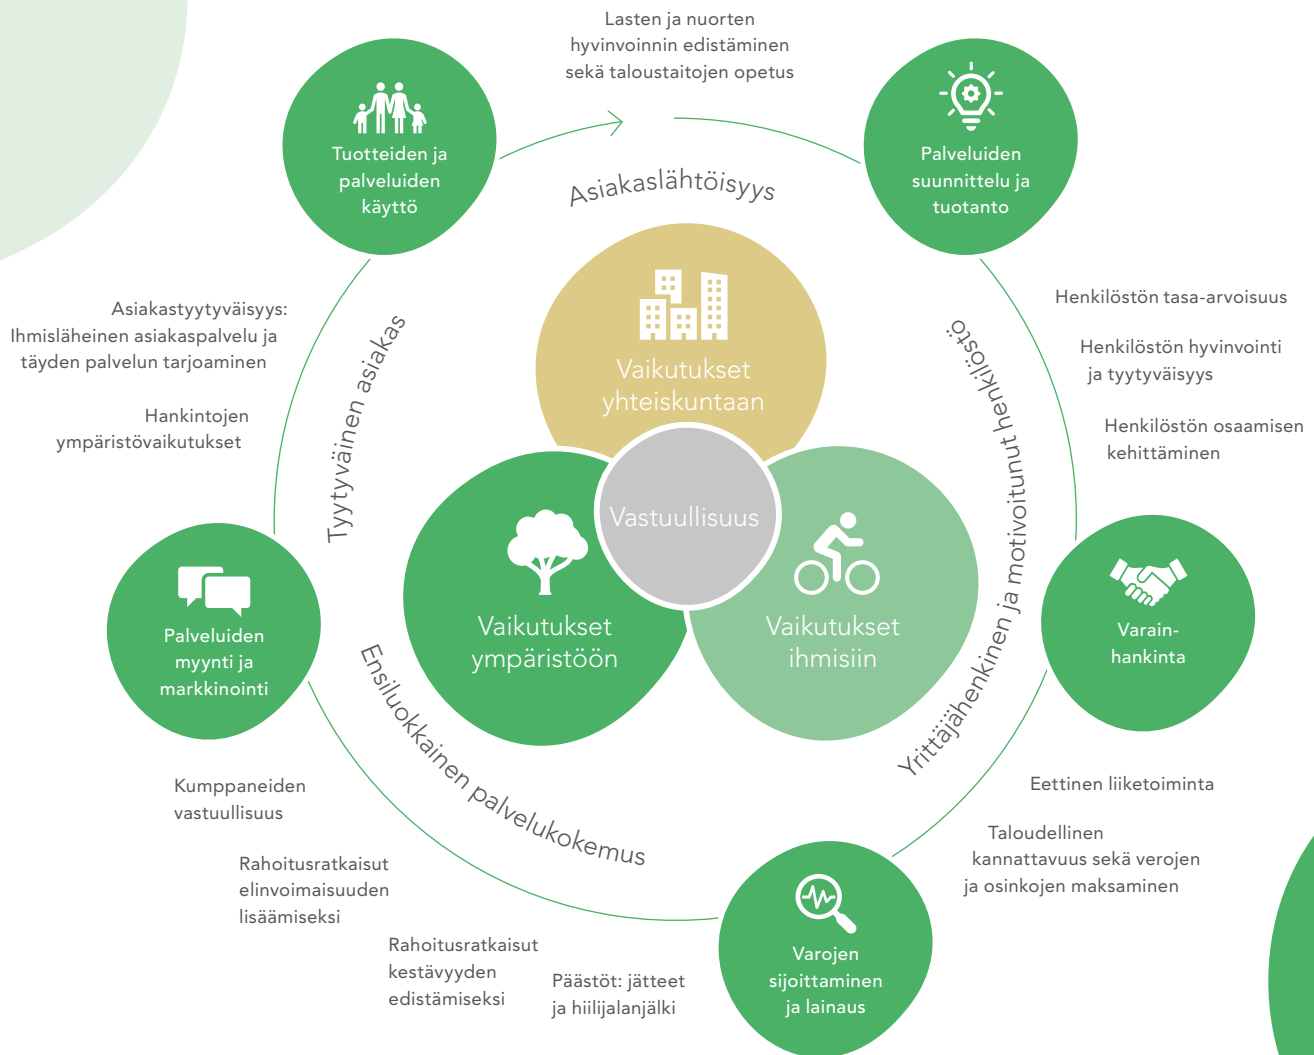 Lasten ja nuorten
hyvinvoinnin edistäminen
sekä taloustaitojen opetus
Tuotteiden ja
palveluiden
käyttö
Palveluiden
suunnittelu ja
tuotanto
Asiakaslähtöisyys
Asiakastyytyväisyys:
Ihmisläheinen asiakaspalvelu ja
täyden palvelun tarjoaminen
Hankintojen
ympäristövaikutukset
Tyytyväinen asiakas
Vaikutukset
yhteiskuntaan
Vastuullisuus
Vaikutukset
ympäristöön
Vaikutukset
ihmisiin
Yrittäjähenkinen ja motivoitunut henkilöstö
Henkilöstön tasa-arvoisuus
Henkilöstön hyvinvointi
ja tyytyväisyys
Henkilöstön osaamisen
kehittäminen
Palveluiden
myynti ja
markkinointi
Varain-
hankinta
Ensiluokkainen palvelukokemus
Kumppaneiden
vastuullisuus
Rahoitusratkaisut
elinvoimaisuuden
lisäämiseksi
Rahoitusratkaisut
kestävyyden
edistämiseksi
Päästöt: jätteet
ja hiilijalanjälki
Varojen
sijoittaminen
ja lainaus
Eettinen liiketoiminta
Taloudellinen
kannattavuus sekä verojen
ja osinkojen maksaminen